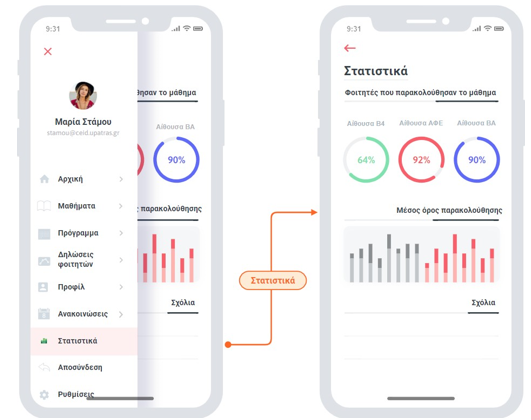 9:31
Μαρία Στάμου
stamou@ceid.upatras.gr
Αρχική
Μαθήματα
Πρόγραμμα
Δηλώσεις
φοιτητών
Προφίλ
Ανακοινώσεις
Στατιστικά
Αποσύνδεση
Ρυθμίσεις
θησαν το μάθημα
Αίθουσα ΒΑ
90%
ς παρακολούθησης
Σχόλια
Στατιστικά
9:31
Στατιστικά
Φοιτητές που παρακολούθησαν το μάθημα
Αίθουσα Β4
Αίθουσα ΑΦΕ
Αίθουσα ΒΑ
64%
92%
90%
Μέσος όρος παρακολούθησης
Σχόλια